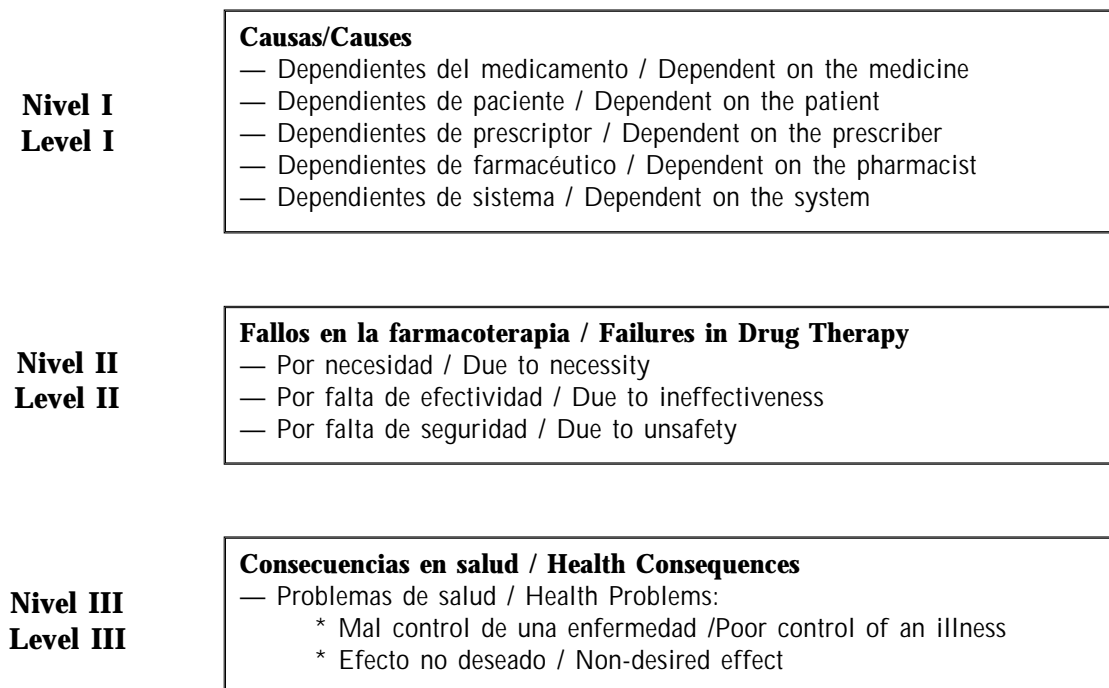 Nivel I
Level I
Causas/Causes
— Dependientes del medicamento / Dependent on the medicine
— Dependientes de paciente / Dependent on the patient
— Dependientes de prescriptor / Dependent on the prescriber
— Dependientes de farmacéutico / Dependent on the pharmacist
— Dependientes de sistema / Dependent on the system
Nivel II
Level II
Fallos en la farmacoterapia / Failures in Drug Therapy
— Por necesidad / Due to necessity
— Por falta de efectividad / Due to ineffectiveness
— Por falta de seguridad / Due to unsafety
Nivel III
Level III
Consecuencias en salud / Health Consequences
— Problemas de salud / Health Problems:
* Mal control de una enfermedad /Poor control of an illness
* Efecto no deseado / Non-desired effect